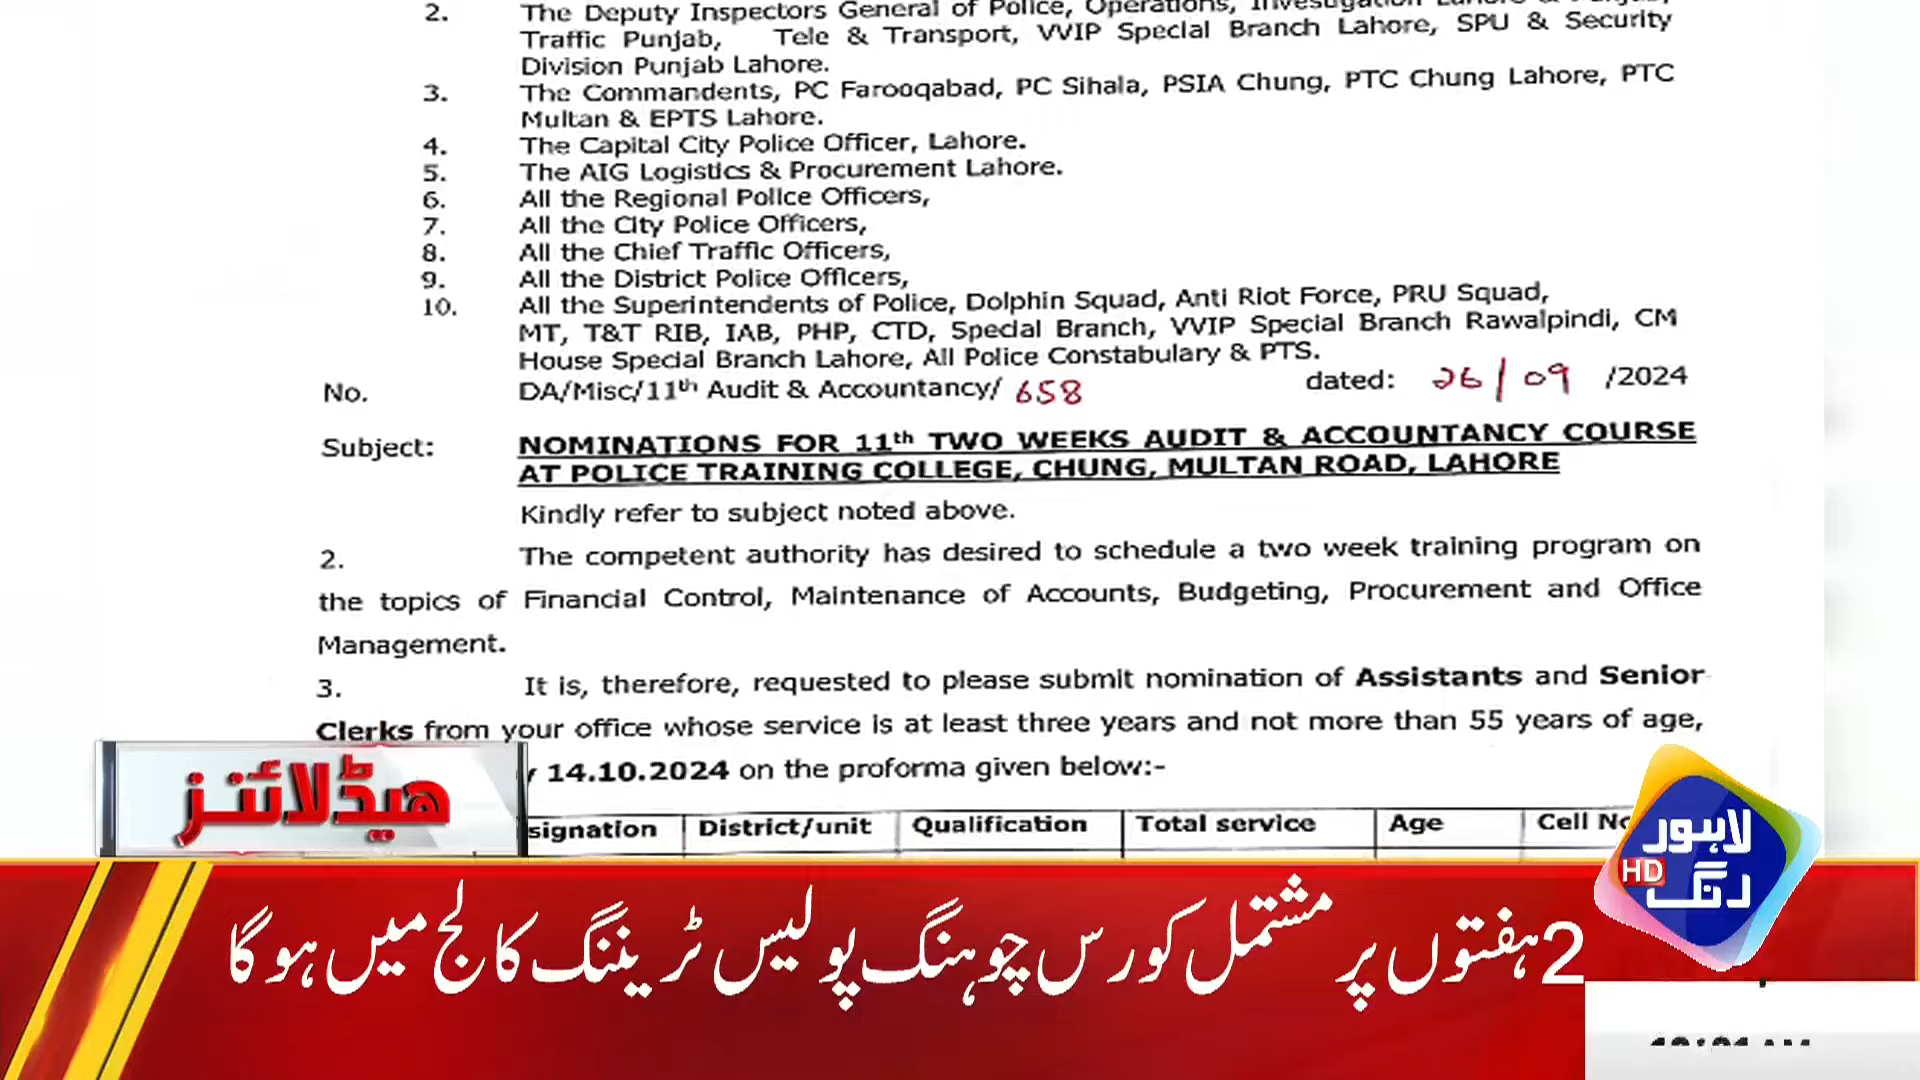 2. The Deputy Inspectors General of Police, Operations, Investigation Lahore & Punjab,
Traffic Punjab, Tele & Transport, VVIP Special Branch Lahore, SPU & Security
Division Punjab Lahore.
3. The Commandents, PC Farooqabad, PC Sihala, PSIA Chung, PTC Chung Lahore, PTC
Multan & EPTS Lahore.
4. The Capital City Police Officer, Lahore.
5. The AIG Logistics & Procurement Lahore.
6. All the Regional Police Officers,
7. All the City Police Officers,
8. All the Chief Traffic Officers,
9. All the District Police Officers,
10. All the Superintendents of Police, Dolphin Squad, Anti Riot Force, PRU Squad,
MT, T&T RIB, IAB, PHP, CTD, Special Branch, VVIP Special Branch Rawalpindi, CM
House Special Branch Lahore, All Police Constabulary & PTS.
No. DA/Misc/11th Audit & Accountancy/ 658 dated: 26/09 /2024
Subject: NOMINATIONS FOR 11th TWO WEEKS AUDIT & ACCOUNTANCY COURSE
AT POLICE TRAINING COLLEGE, CHUNG, MULTAN ROAD, LAHORE
Kindly refer to subject noted above.
2. The competent authority has desired to schedule a two week training program on
the topics of Financial Control, Maintenance of Accounts, Budgeting, Procurement and Office
Management.
3. It is, therefore, requested to please submit nomination of Assistants and Senior
Clerks from your office whose service is at least three years and not more than 55 years of age,
14.10.2024 on the proforma given below:-
signation District/unit Qualification Total service Age Cell No
ہیڈلائنز
لاہور
رنگ
HD
2 ہفتوں پر مشتمل کورس چوہنگ پولیس ٹریننگ کالج میں ہوگا